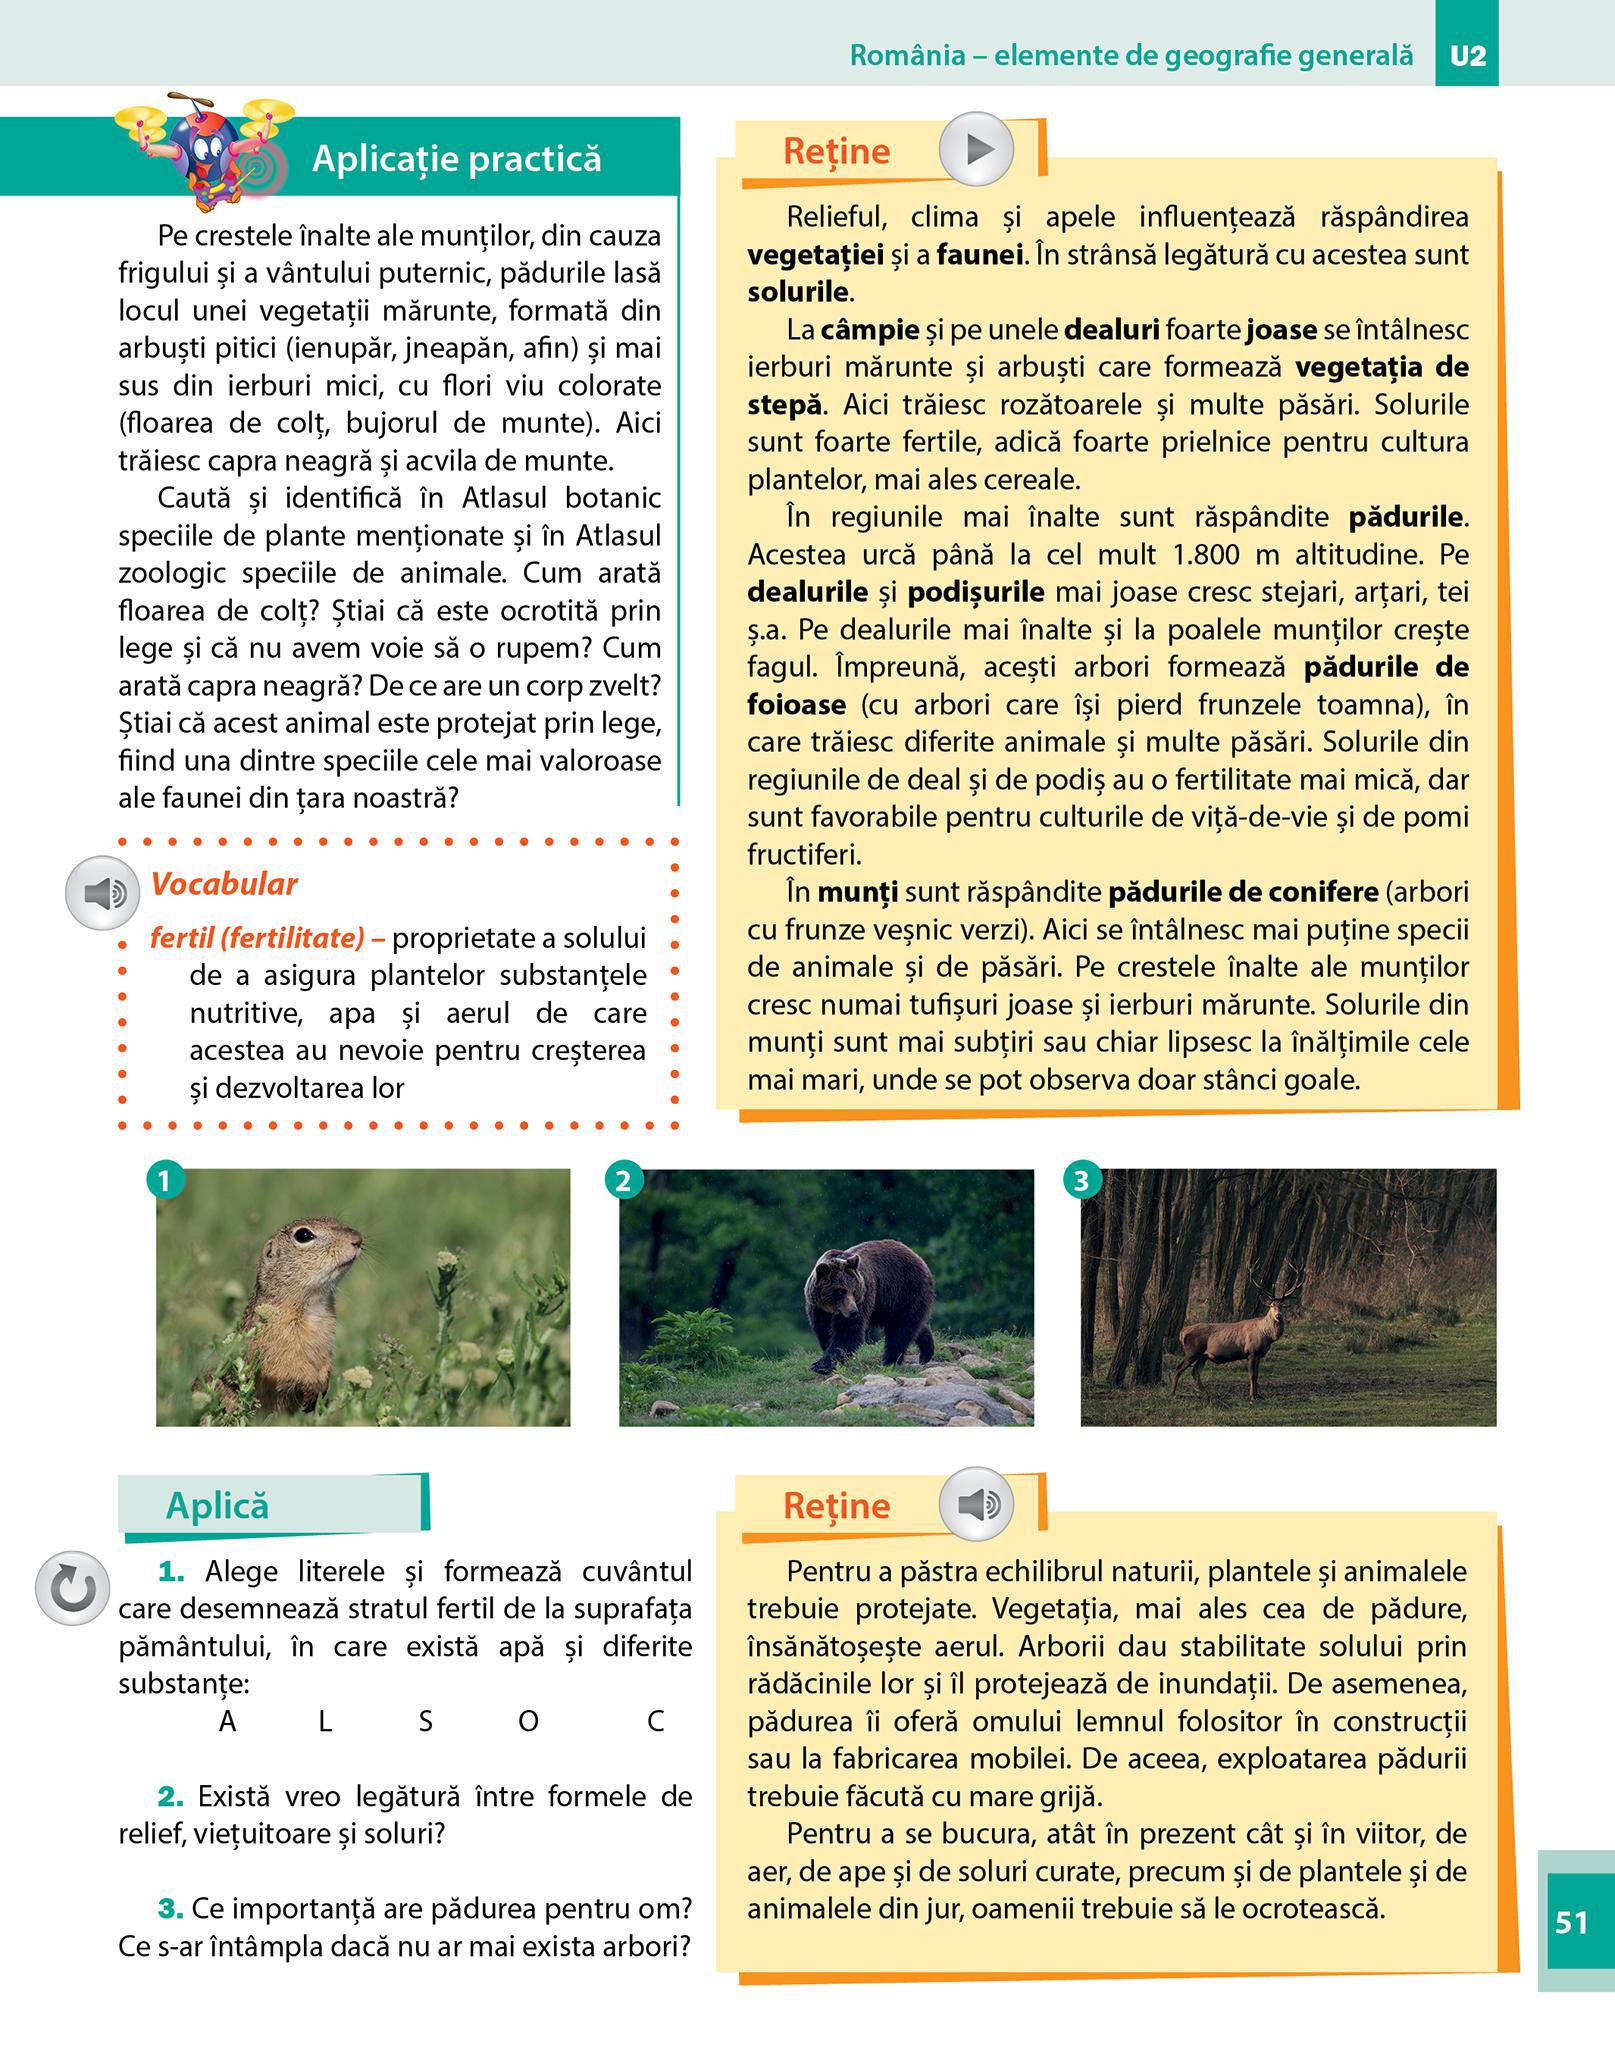 România – elemente de geografie generală
U2
Aplicație practică
Pe crestele înalte ale munților, din cauza
frigului și a vântului puternic, pădurile lasă
locul unei vegetații mărunte, formată din
arbuști pitici (ienupăr, jneapăn, afin) și mai
sus din ierburi mici, cu flori viu colorate
(floarea de colț, bujorul de munte). Aici
trăiesc capra neagră și acvila de munte.
Caută și identifică în Atlasul botanic
speciile de plante menționate și în Atlasul
zoologic speciile de animale. Cum arată
floarea de colț? Știai că este ocrotită prin
lege și că nu avem voie să o rupem? Cum
arată capra neagră? De ce are un corp zvelt?
Știai că acest animal este protejat prin lege,
fiind una dintre speciile cele mai valoroase
ale faunei din țara noastră?
Vocabular
fertil (fertilitate) – proprietate a solului
de a asigura plantelor substanțele
nutritive, apa și aerul de care
acestea au nevoie pentru creșterea
și dezvoltarea lor
Reține
Relieful, clima și apele influențează răspândirea
vegetației și a faunei. În strânsă legătură cu acestea sunt
solurile.
La câmpie și pe unele dealuri foarte joase se întâlnesc
ierburi mărunte și arbuști care formează vegetația de
stepă. Aici trăiesc rozătoarele și multe păsări. Solurile
sunt foarte fertile, adică foarte prielnice pentru cultura
plantelor, mai ales cereale.
În regiunile mai înalte sunt răspândite pădurile.
Acestea urcă până la cel mult 1.800 m altitudine. Pe
dealurile și podișurile mai joase cresc stejari, arțari, tei
ș.a. Pe dealurile mai înalte și la poalele munților crește
fagul. Împreună, acești arbori formează pădurile de
foioase (cu arbori care își pierd frunzele toamna), în
care trăiesc diferite animale și multe păsări. Solurile din
regiunile de deal și de podiș au o fertilitate mai mică, dar
sunt favorabile pentru culturile de viță-de-vie și de pomi
fructiferi.
În munți sunt răspândite pădurile de conifere (arbori
cu frunze veșnic verzi). Aici se întâlnesc mai puține specii
de animale și de păsări. Pe crestele înalte ale munților
cresc numai tufișuri joase și ierburi mărunte. Solurile din
munți sunt mai subțiri sau chiar lipsesc la înălțimile cele
mai mari, unde se pot observa doar stânci goale.
1
2
3
Aplică
1. Alege literele și formează cuvântul
care desemnează stratul fertil de la suprafața
pământului, în care există apă și diferite
substanțe:
A L S O C
2. Există vreo legătură între formele de
relief, viețuitoare și soluri?
3. Ce importanță are pădurea pentru om?
Ce s-ar întâmpla dacă nu ar mai exista arbori?
Reține
Pentru a păstra echilibrul naturii, plantele și animalele
trebuie protejate. Vegetația, mai ales cea de pădure,
însănătoșește aerul. Arborii dau stabilitate solului prin
rădăcinile lor și îl protejează de inundații. De asemenea,
pădurea îi oferă omului lemnul folositor în construcții
sau la fabricarea mobilei. De aceea, exploatarea pădurii
trebuie făcută cu mare grijă.
Pentru a se bucura, atât în prezent cât și în viitor, de
aer, de ape și de soluri curate, precum și de plantele și de
animalele din jur, oamenii trebuie să le ocrotească.
51